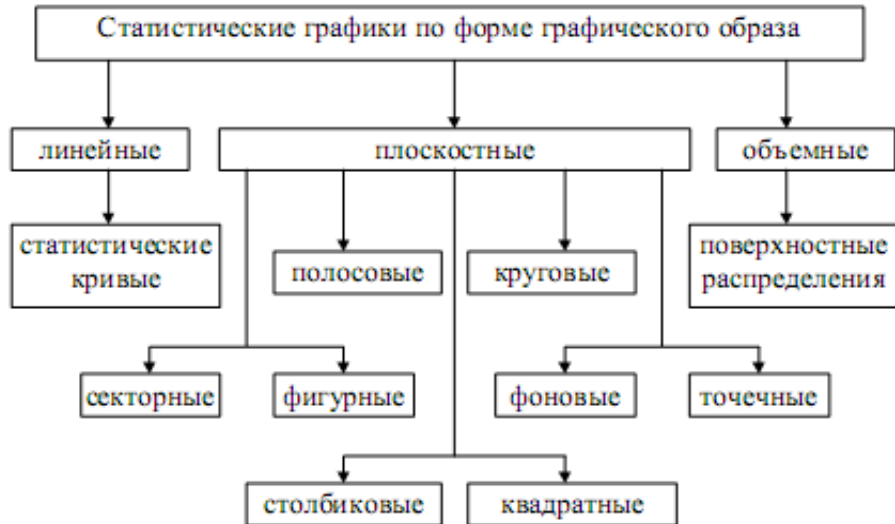 Статистические графики по форме графического образа
линейные
плоскостные
объемные
статистические
кривые
полосовые
круговые
поверхностные
распределения
секторные
фигурные
фоновые
точечные
столбиковые
квадратные